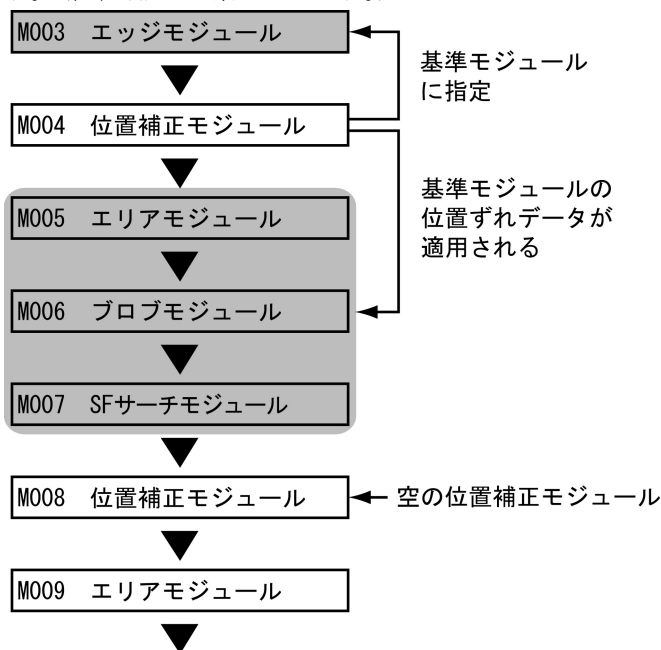 M003 エッジモジュール
基準モジュール
に指定
M004 位置補正モジュール
基準モジュールの
位置ずれデータが
適用される
M005 エリアモジュール
M006 ブロブモジュール
M007 SFサーチモジュール
M008 位置補正モジュール
空の位置補正モジュール
M009 エリアモジュール